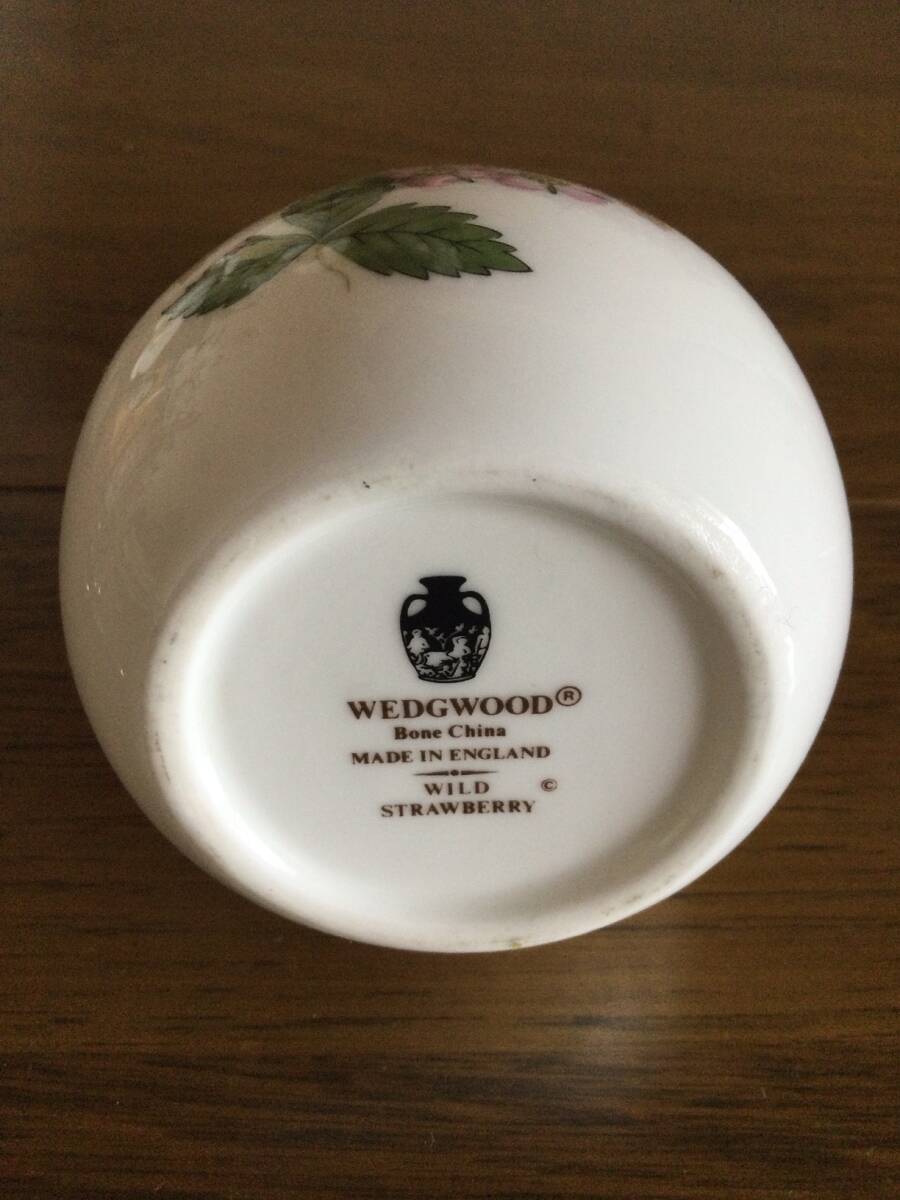 WEDGWOOD®
Bone China
MADE IN ENGLAND
WILD ©
STRAWBERRY